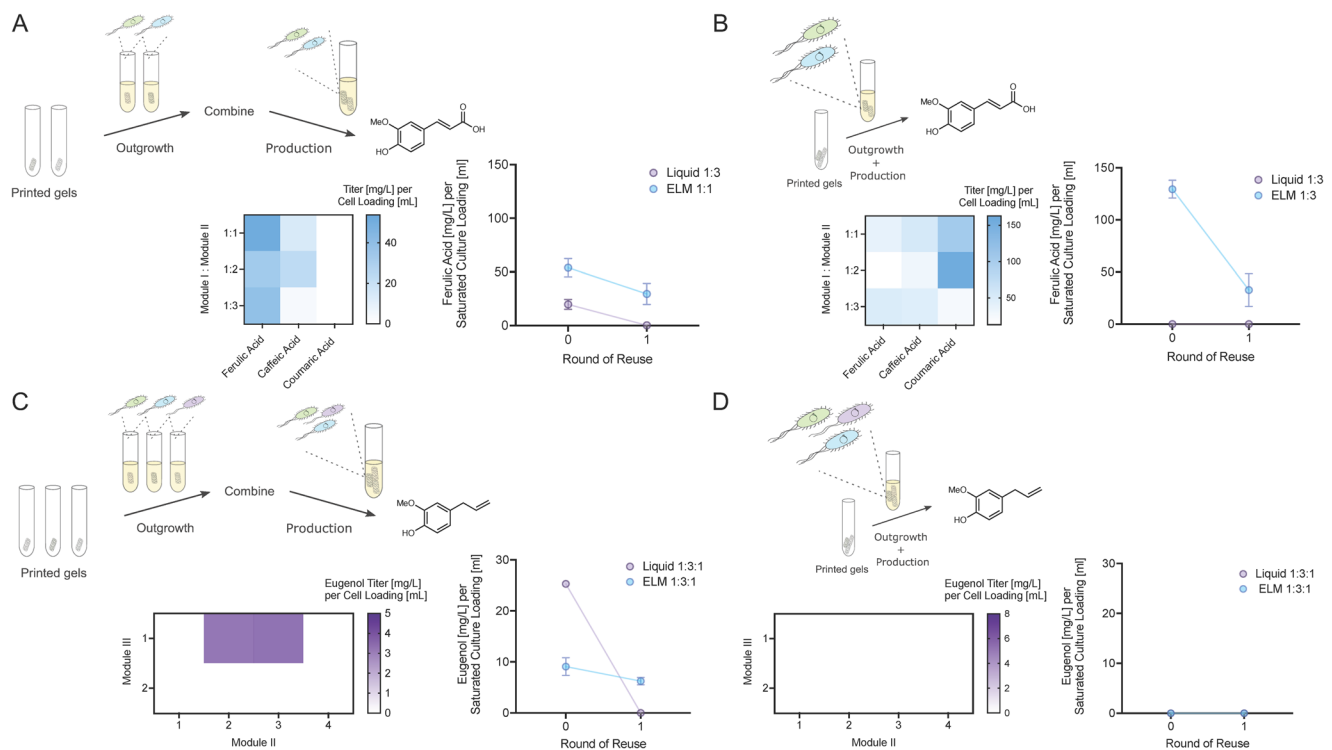 A
Combine
Outgrowth
Production
Printed gels
MeO
HO
O
OH
Titer [mg/L] per
Cell Loading [mL]
Module I : Module II
1:1
1:2
1:3
Ferulic Acid
Caffeic Acid
Coumaric Acid
40
20
0
Ferulic Acid [mg/L] per
Saturated Culture Loading [ml]
150
100
50
0
0
1
Round of Reuse
Liquid 1:3
ELM 1:1
B
Printed gels
Outgrowth
+
Production
MeO
HO
O
OH
Titer [mg/L] per
Cell Loading [mL]
Module I : Module II
1:1
1:2
1:3
Ferulic Acid
Caffeic Acid
Coumaric Acid
150
100
50
Ferulic Acid [mg/L] per
Saturated Culture Loading [ml]
150
100
50
0
0
1
Round of Reuse
Liquid 1:3
ELM 1:3
C
Combine
Outgrowth
Production
Printed gels
MeO
HO
Eugenol Titer [mg/L]
per Cell Loading [mL]
Module III
1
2
1
2
3
4
Module II
5
4
3
2
1
0
Eugenol [mg/L] per
Saturated Culture Loading [ml]
30
20
10
0
0
1
Round of Reuse
Liquid 1:3:1
ELM 1:3:1
D
Printed gels
Outgrowth
+
Production
MeO
HO
Eugenol Titer [mg/L]
per Cell Loading [mL]
Module III
1
2
1
2
3
4
Module II
8
6
4
2
0
Eugenol [mg/L] per
Saturated Culture Loading [ml]
30
20
10
0
0
1
Round of Reuse
Liquid 1:3:1
ELM 1:3:1